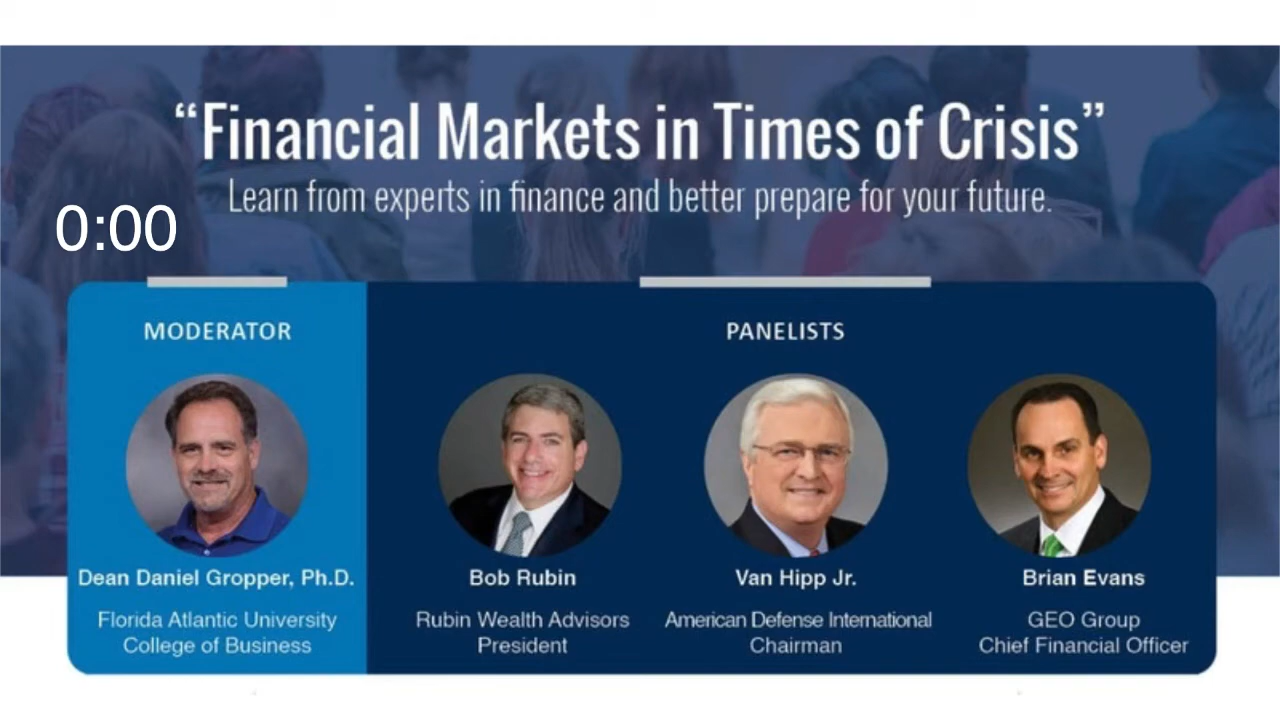 “Financial Markets in Times of Crisis”
Learn from experts in finance and better prepare for your future.
0:00
MODERATOR
Dean Daniel Gropper, Ph.D.
Florida Atlantic University
College of Business
PANELISTS
Bob Rubin
Rubin Wealth Advisors
President
Van Hipp Jr.
American Defense International
Chairman
Brian Evans
GEO Group
Chief Financial Officer